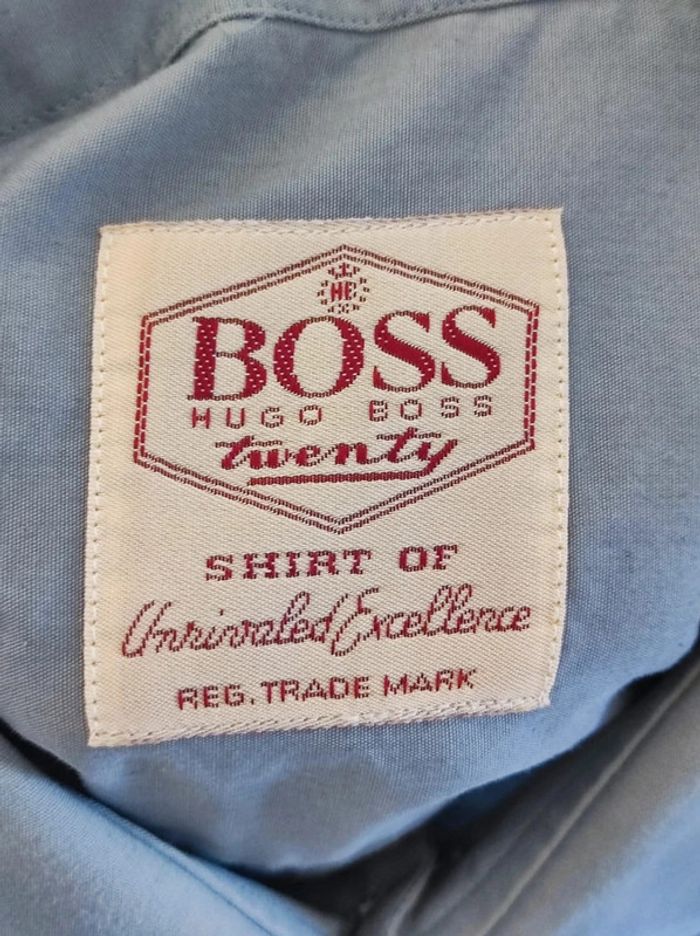 HB
BOSS
HUGO BOSS
twenty
SHIRT OF
Unrivaled Excellence
REG. TRADE MARK